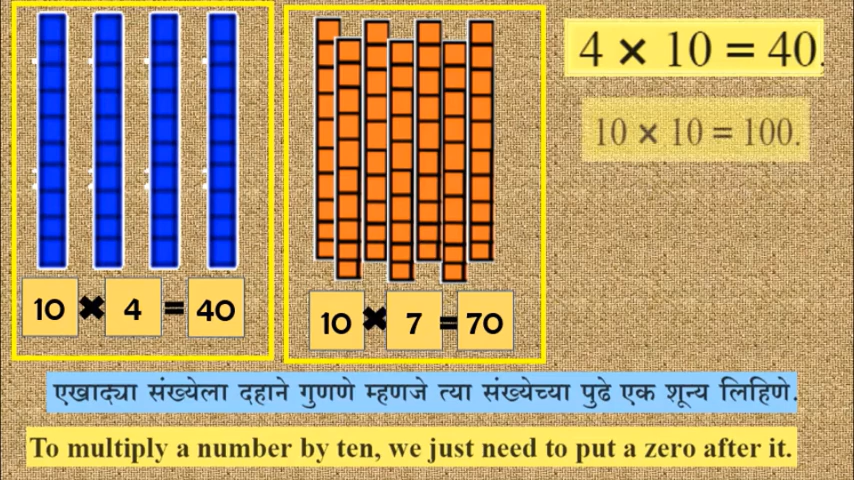 10 × 4 = 40
10 × 7 = 70
4 × 10 = 40.
10 × 10 = 100.
एखाद्या संख्येला दहाने गुणणे म्हणजे त्या संख्येच्या पुढे एक शून्य लिहिणे.
To multiply a number by ten, we just need to put a zero after it.